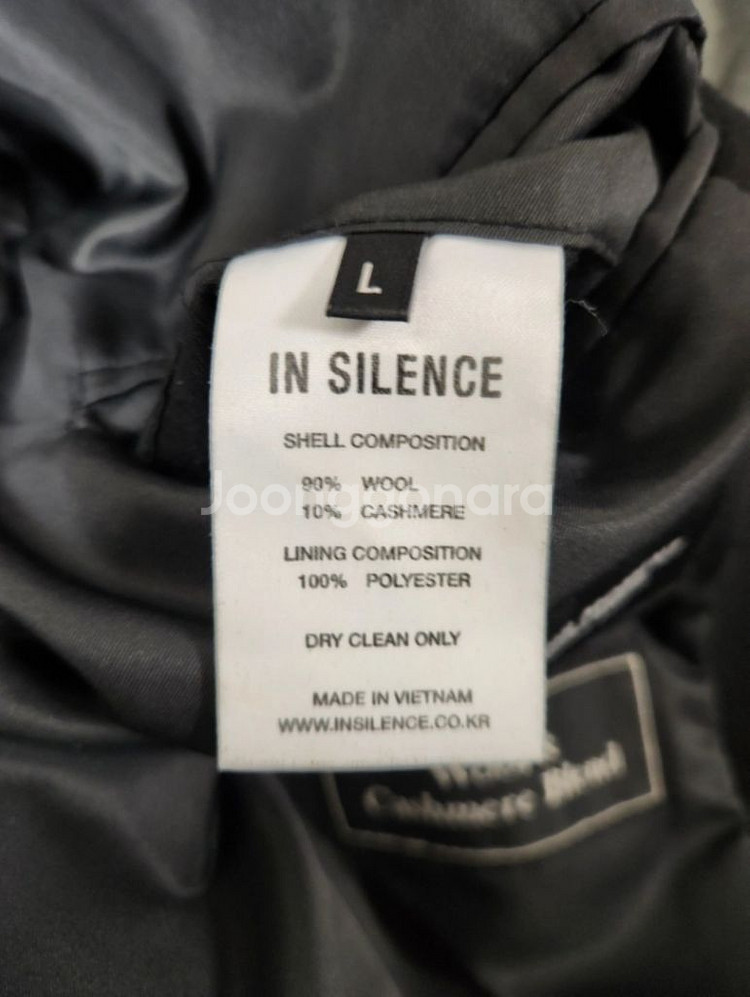 L
IN SILENCE
SHELL COMPOSITION
90% WOOL
10% CASHMERE
Joonggonara
LINING COMPOSITION
100% POLYESTER
DRY CLEAN ONLY
MADE IN VIETNAM
WWW.INSILENCE.CO.KR
Cashmere Blend